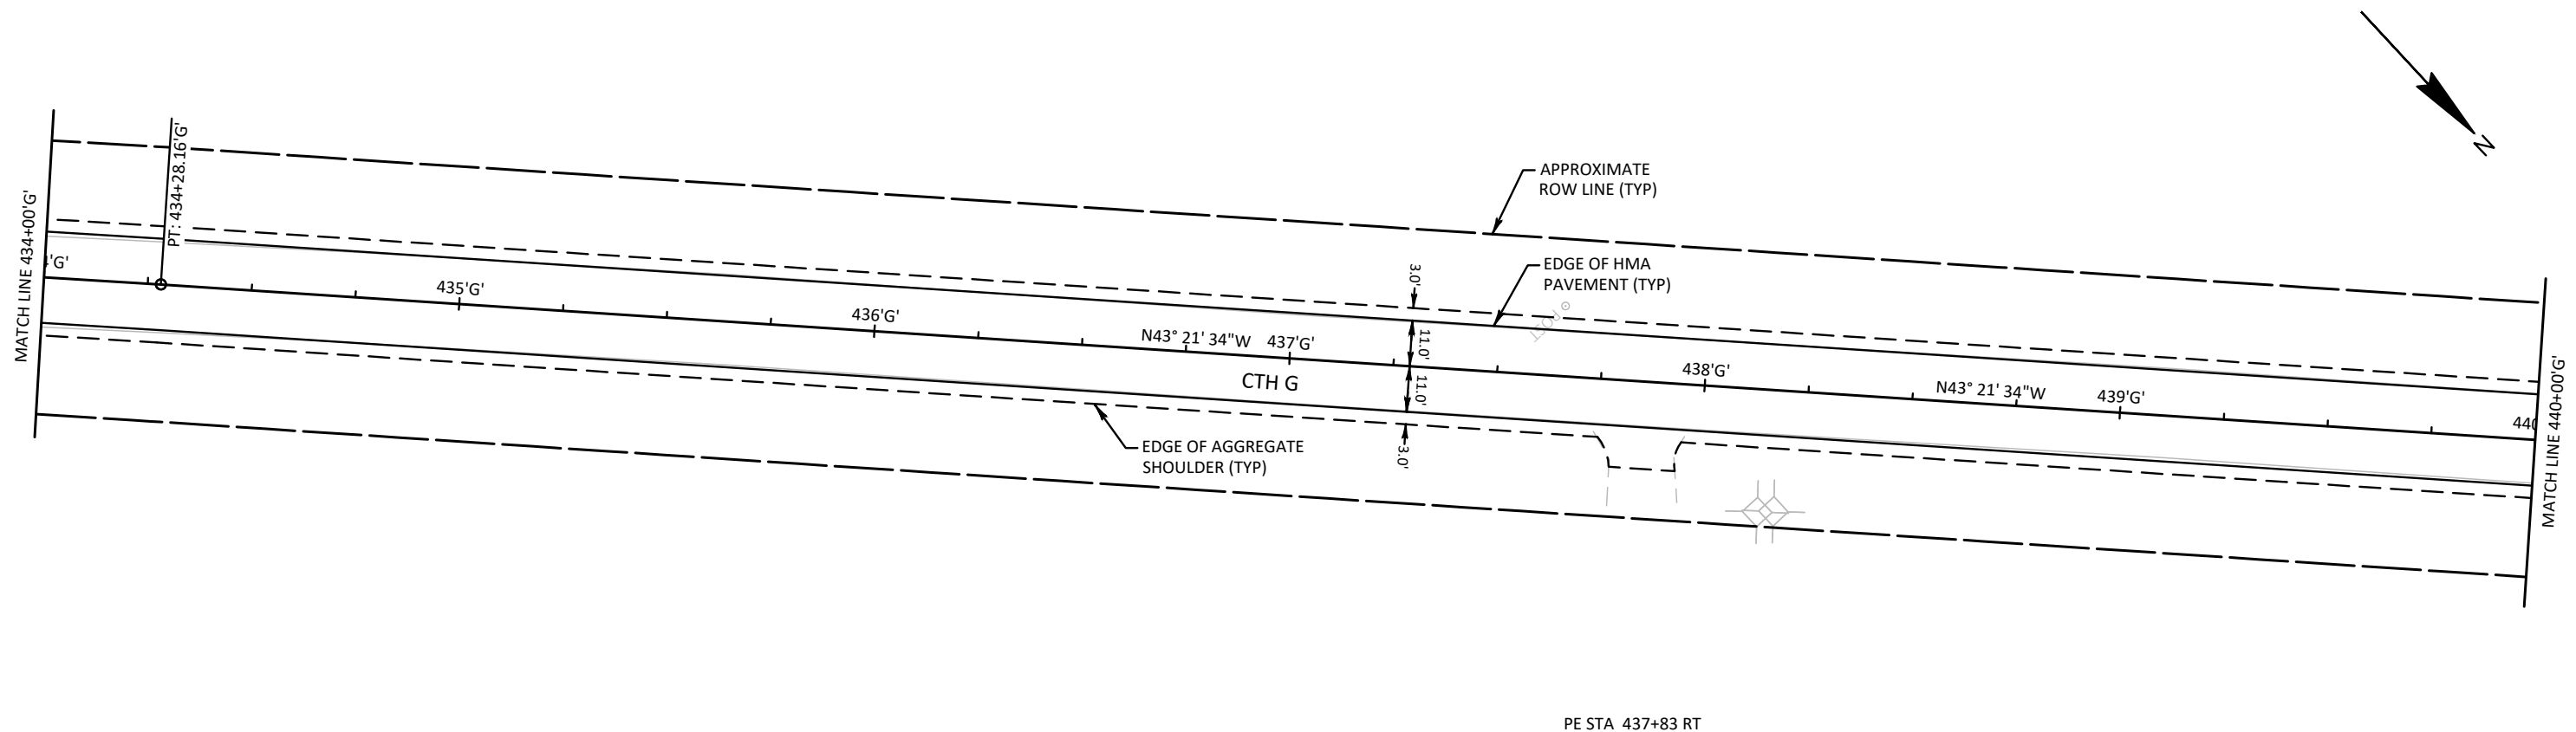 N
MATCH LINE 434+00'G'
PT: 434+28.16'G'
'G'
435'G'
436'G'
N43° 21' 34"W
437'G'
CTH G
438'G'
N43° 21' 34"W
439'G'
440
MATCH LINE 440+00'G'
APPROXIMATE
ROW LINE (TYP)
EDGE OF HMA
PAVEMENT (TYP)
3.0'
11.0'
11.0'
3.0'
POST
EDGE OF AGGREGATE
SHOULDER (TYP)
PE STA 437+83 RT